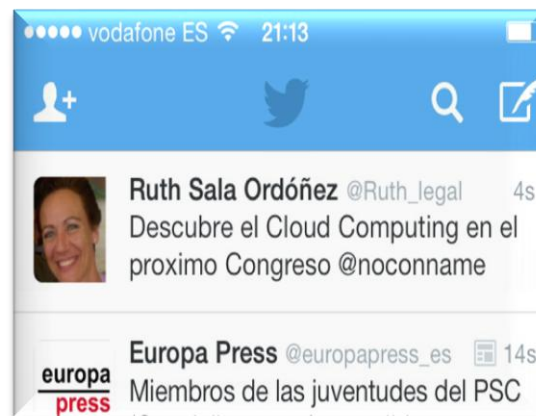 vodafone ES 21:13
Ruth Sala Ordóñez @Ruth_legal 4s
Descubre el Cloud Computing en el
proximo Congreso @noconname
Europa Press @europapress_es 14s
europa
press
Miembros de las juventudes del PSC